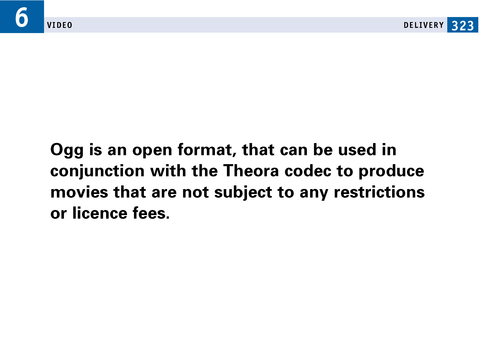 6
VIDEO
DELIVERY 323
Ogg is an open format, that can be used in
conjunction with the Theora codec to produce
movies that are not subject to any restrictions
or licence fees.